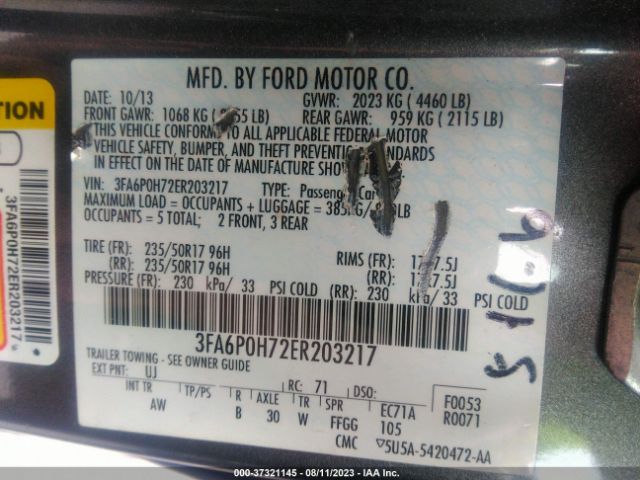 MFD. BY FORD MOTOR CO.
DATE: 10/13 GVWR: 2023 KG ( 4460 LB)
FRONT GAWR: 1068 KG ( LB) REAR GAWR: 959 KG ( 2115 LB)
THIS VEHICLE CONFORMS TO ALL APPLICABLE FEDERAL MOTOR
VEHICLE SAFETY, BUMPER, AND THEFT PREVENTION STANDARDS
IN EFFECT ON THE DATE OF MANUFACTURE SHOWN
VIN: 3FA6P0H72ER203217 TYPE: Passenger Car
MAXIMUM LOAD = OCCUPANTS + LUGGAGE =
OCCUPANTS = 5 TOTAL; 2 FRONT, 3 REAR
TIRE (FR): 235/50R17 96H RIMS (FR):
(RR): 235/50R17 96H (RR):
PRESSURE (FR): 230 kPa/ 33 PSI COLD (RR): 230 kPa/ 33 PSI COLD
3FA6P0H72ER203217
TRAILER TOWING - SEE OWNER GUIDE
EXT PNT: UJ RC: 71 DSO: F0053
INT TR TP/PS R AXLE TR SPR EC71A R0071
AW B 30 W FFGG 105
CMC 5U5A-5420472-AA
3FA6P0H72ER203217
000-37321145 - 08/11/2023 - IAA Inc.